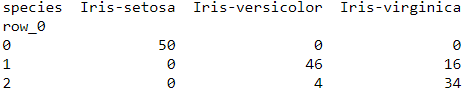 species Iris-setosa Iris-versicolor Iris-virginica
row_0
0 50 0 0
1 0 46 16
2 0 4 34